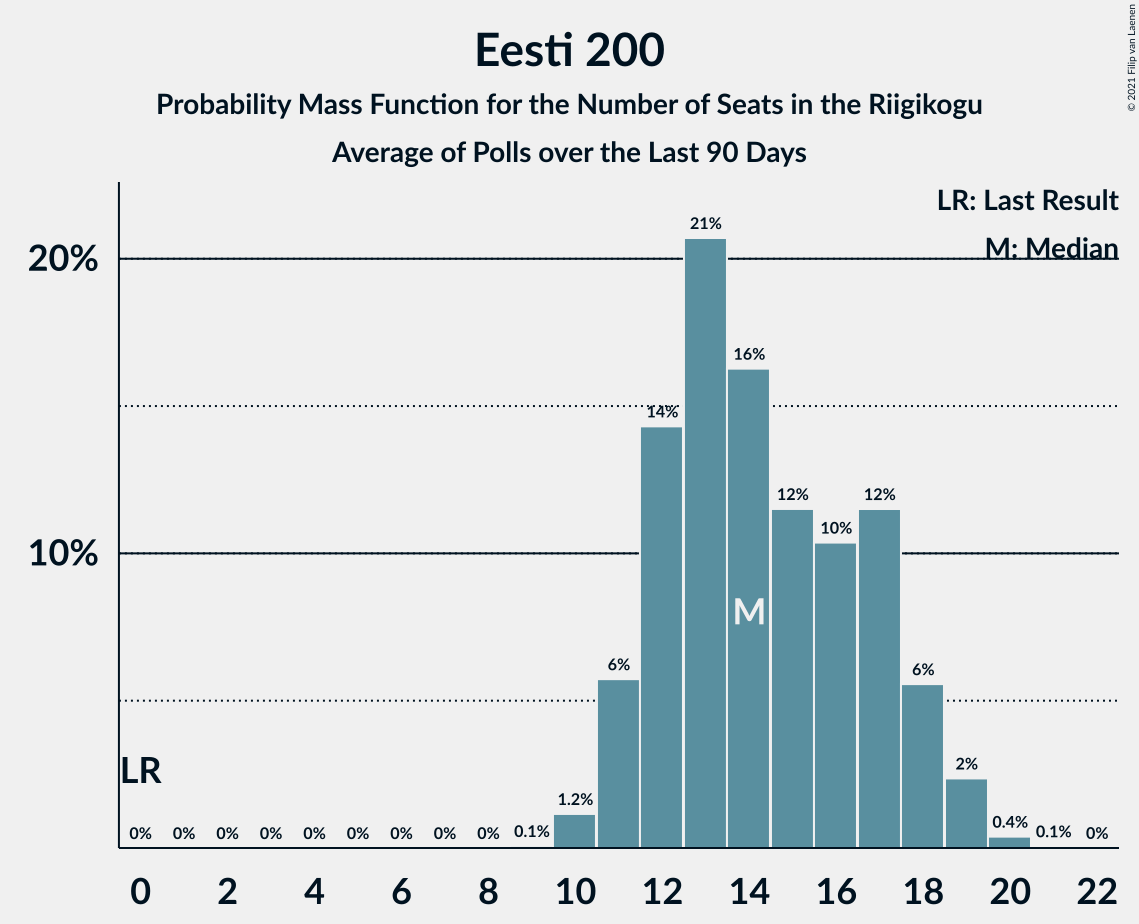 Eesti 200
Probability Mass Function for the Number of Seats in the Riigikogu
Average of Polls over the Last 90 Days
© 2021 Filip van Laenen
LR: Last Result
M: Median
20%
10%
21%
16%
14%
12%
12%
10%
6%
6%
2%
1.2%
0.4%
0.1%
0.1%
0% 0% 0% 0% 0% 0% 0% 0% 0% 0%
M
LR
0 2 4 6 8 10 12 14 16 18 20 22